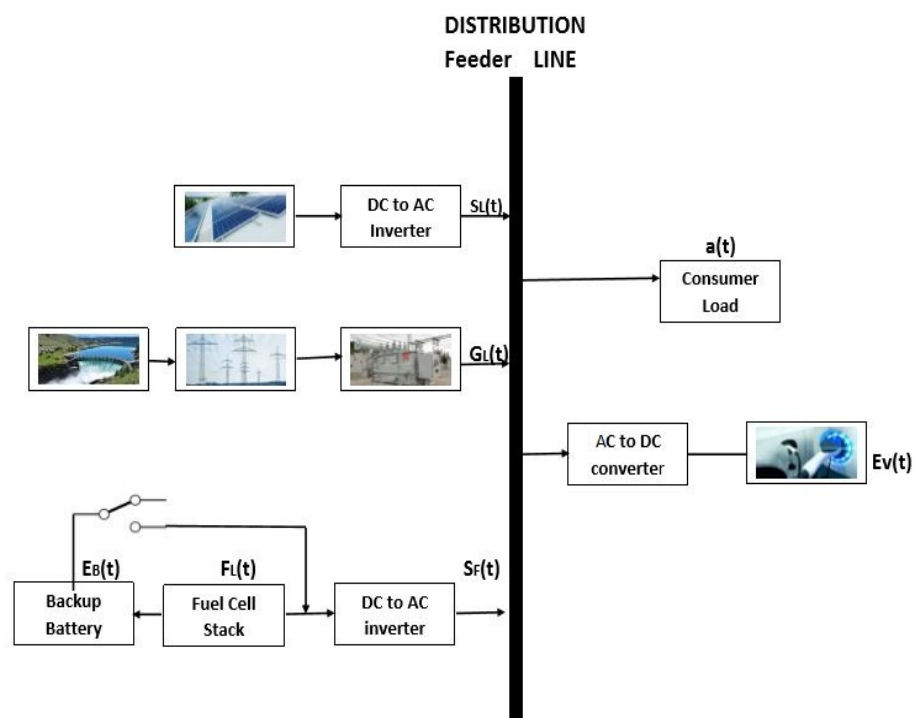 DISTRIBUTION
Feeder LINE
DC to AC
Inverter
SL(t)
a(t)
Consumer
Load
GL(t)
AC to DC
converter
Ev(t)
EB(t)
FL(t)
SF(t)
Backup
Battery
Fuel Cell
Stack
DC to AC
inverter